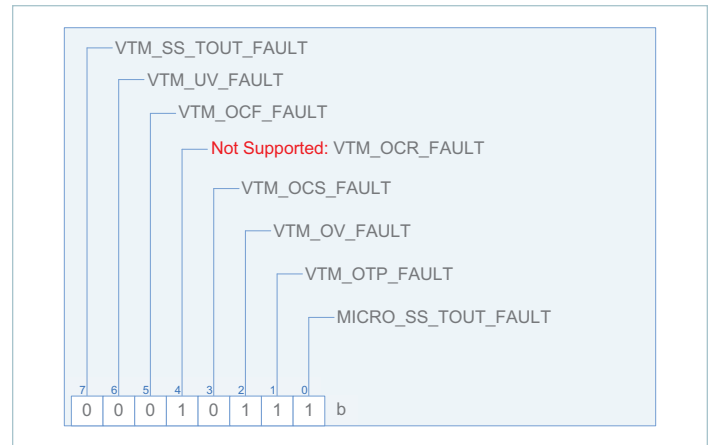 VTM_SS_TOUT_FAULT
VTM_UV_FAULT
VTM_OCF_FAULT
Not Supported: VTM_OCR_FAULT
VTM_OCS_FAULT
VTM_OV_FAULT
VTM_OTP_FAULT
MICRO_SS_TOUT_FAULT
7 6 5 4 3 2 1 0
0 0 0 1 0 1 1 1 b